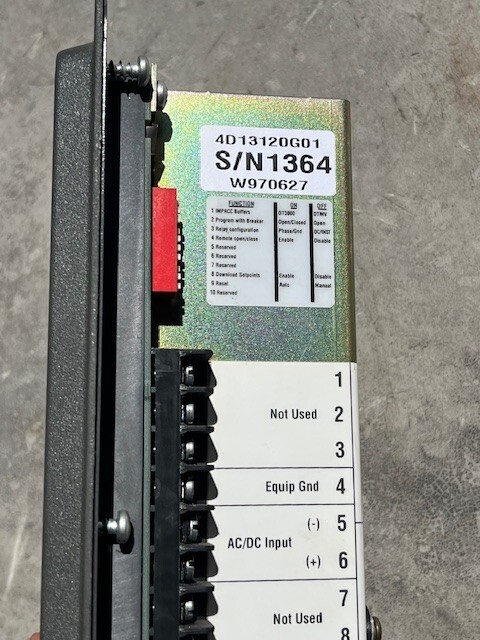 4D13120G01
S/N1364
W970627
FUNCTION ON OFF
1 IMPACC Buffers DT3000 DTMV
2 Program with Breaker Open/Closed Open
3 Relay configuration Phase/Gnd OC/INST
4 Remote open/close Enable Disable
5 Reserved
6 Reserved
7 Reserved
8 Download Setpoints Enable Disable
9 Reset Auto Manual
10 Reserved
1
Not Used 2
3
Equip Gnd 4
(-) 5
AC/DC Input
(+) 6
7
Not Used
8